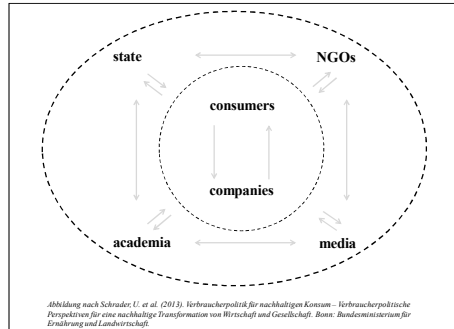 state NGOs
consumers
companies
academia media
Abbildung nach Schrader, U. et al. (2013). Verbraucherpolitik für nachhaltigen Konsum – Verbraucherpolitische
Perspektiven für eine nachhaltige Transformation von Wirtschaft und Gesellschaft. Bonn: Bundesministerium für
Ernährung und Landwirtschaft.